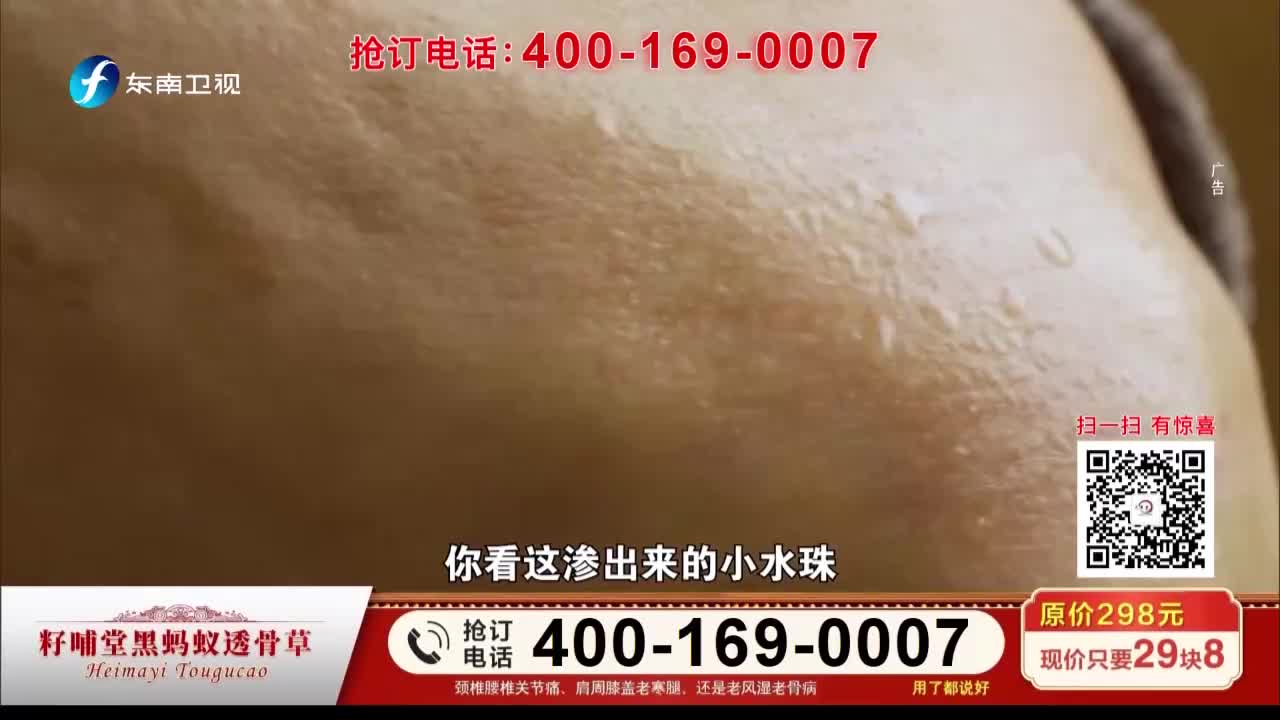 抢订电话:400-169-0007
东南卫视
广告
扫一扫 有惊喜
你看这渗出来的小水珠
籽哺堂黑蚂蚁透骨草
Heimayi Tougucao
抢订电话
400-169-0007
原价298元
现价只要29块8
颈椎腰椎关节痛、肩周膝盖老寒腿、还是老风湿老骨病
用了都说好